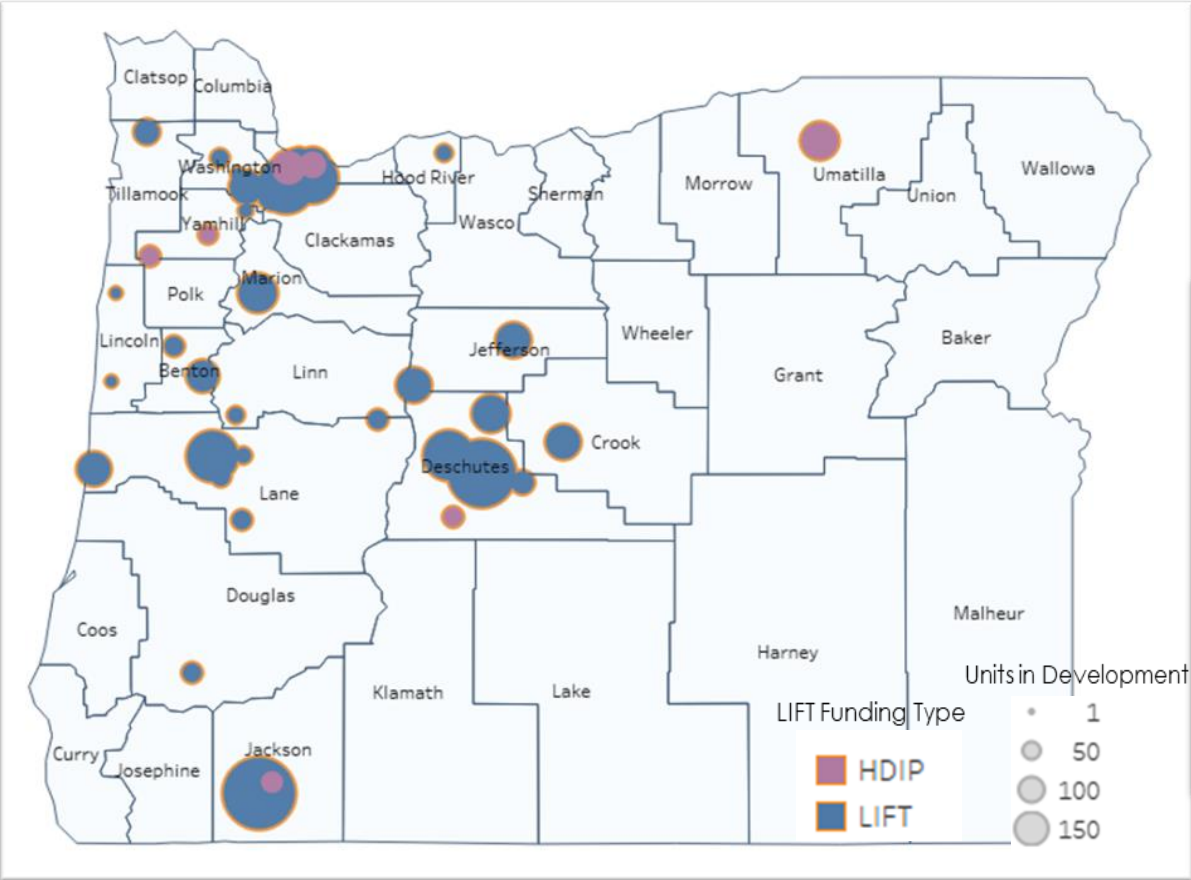 Clatsop
Columbia
Washington
Hood River
Tillamook
Sherman
Morrow
Umatilla
Union
Wallowa
Yamhill
Wasco
Clackamas
Marion
Polk
Lincoln
Jefferson
Wheeler
Baker
Benton
Linn
Grant
Crook
Deschutes
Lane
Douglas
Coos
Malheur
Harney
Klamath
Lake
Curry
Josephine
Jackson
Units in Development
1
50
100
150
LIFT Funding Type
HDIP
LIFT